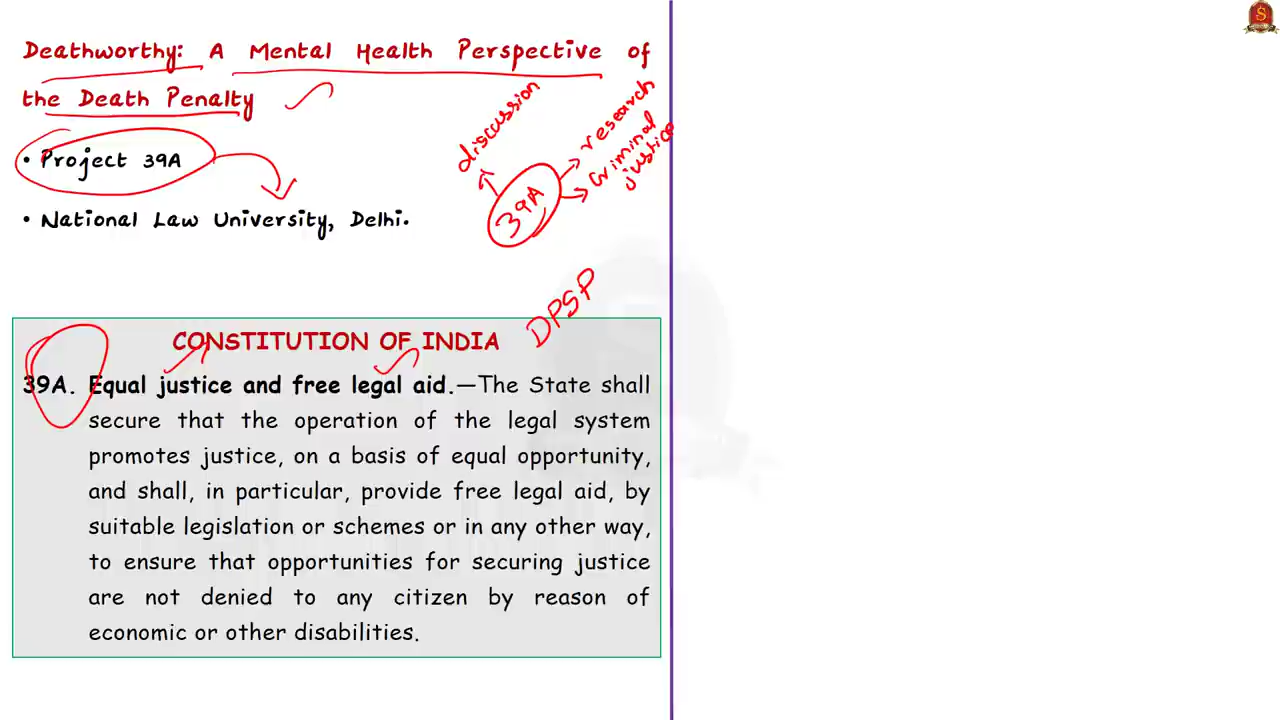 Deathworthy: A Mental Health Perspective of
the Death Penalty
• Project 39A
• National Law University, Delhi.
discussion
research
criminal
justice
39A
DPSP
CONSTITUTION OF INDIA
39A. Equal justice and free legal aid.—The State shall
secure that the operation of the legal system
promotes justice, on a basis of equal opportunity,
and shall, in particular, provide free legal aid, by
suitable legislation or schemes or in any other way,
to ensure that opportunities for securing justice
are not denied to any citizen by reason of
economic or other disabilities.